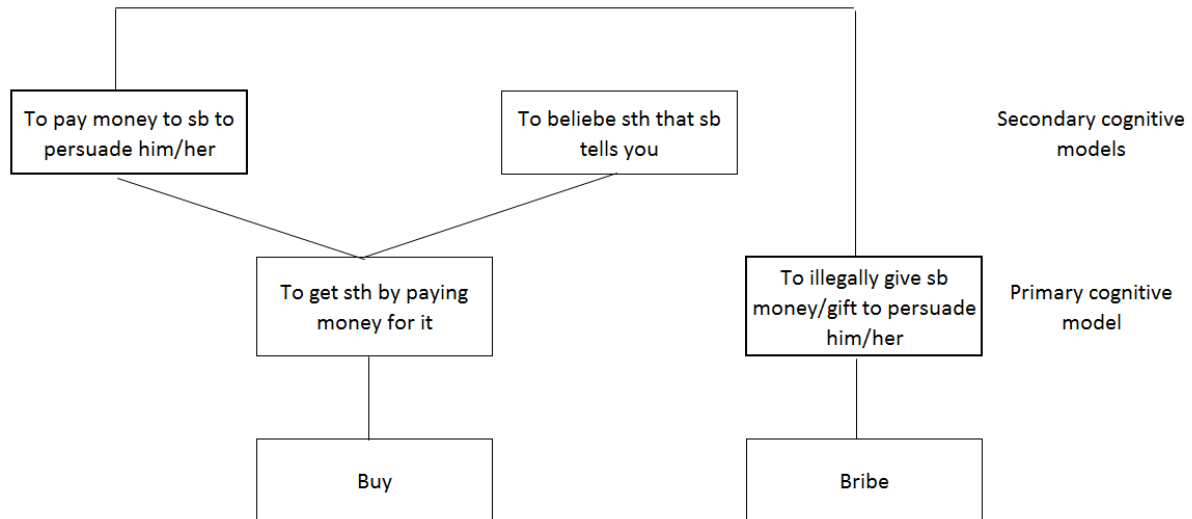 To pay money to sb to
persuade him/her
To beliebe sth that sb
tells you
Secondary cognitive
models
To get sth by paying
money for it
To illegally give sb
money/gift to persuade
him/her
Primary cognitive
model
Buy
Bribe